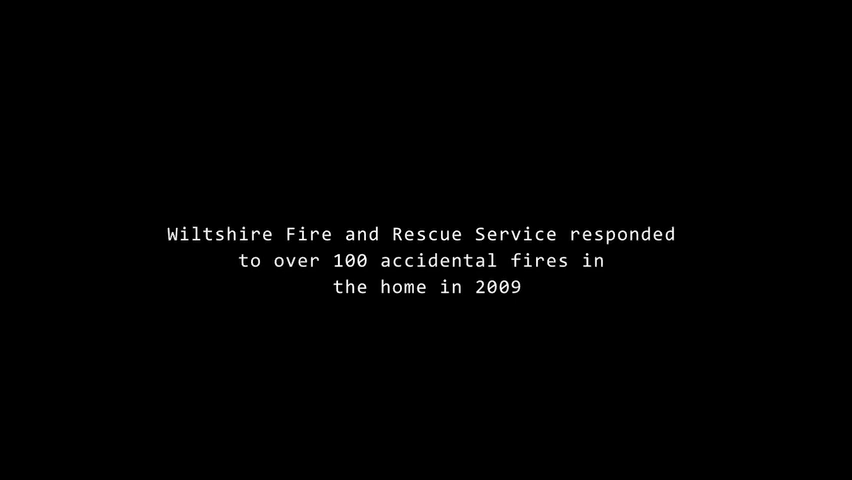 Wiltshire Fire and Rescue Service responded
to over 100 accidental fires in
the home in 2009